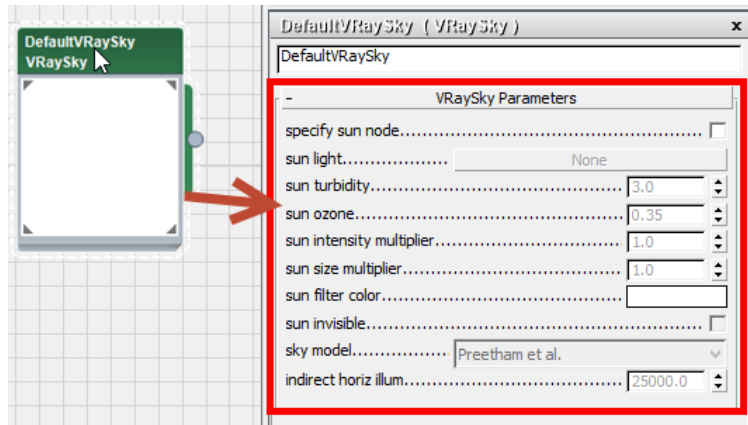 DefaultVRaySky
VRaySky
DefaultVRaySky ( VRaySky )
x
DefaultVRaySky
- VRaySky Parameters
specify sun node
sun light None
sun turbidity 3.0
sun ozone 0.35
sun intensity multiplier 1.0
sun size multiplier 1.0
sun filter color
sun invisible
sky model Preetham et al.
indirect horiz illum 25000.0